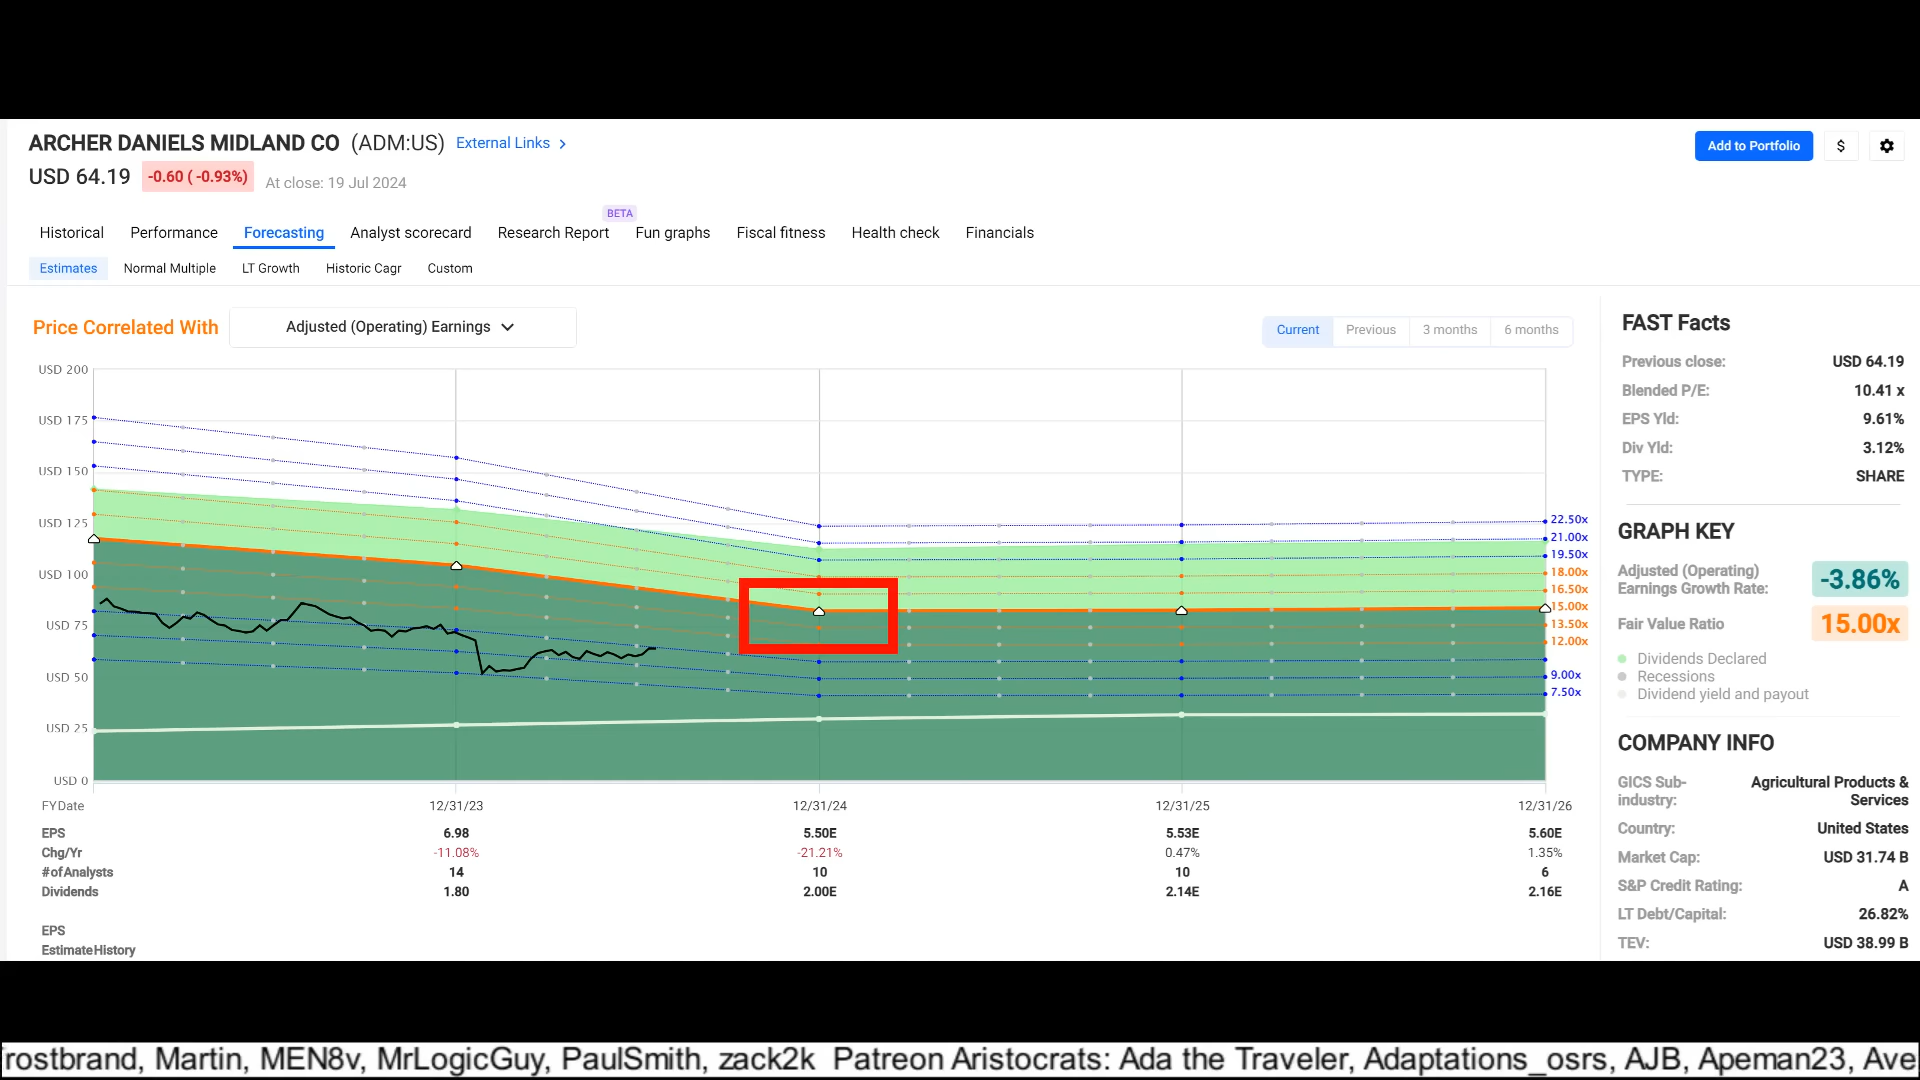 ARCHER DANIELS MIDLAND CO (ADM:US) External Links
Add to Portfolio $
USD 64.19 -0.60 ( -0.93%) At close: 19 Jul 2024
BETA
Historical Performance Forecasting Analyst scorecard Research Report Fun graphs Fiscal fitness Health check Financials
Estimates Normal Multiple LT Growth Historic Cagr Custom
Price Correlated With Adjusted (Operating) Earnings
Current Previous 3 months 6 months
USD 200
USD 175
USD 150
USD 125
USD 100
USD 75
USD 50
USD 25
USD 0
22.50x
21.00x
19.50x
18.00x
16.50x
15.00x
13.50x
12.00x
9.00x
7.50x
FY Date 12/31/23 12/31/24 12/31/25 12/31/26
EPS 6.98 5.50E 5.53E 5.60E
Chg/Yr -11.08% -21.21% 0.47% 1.35%
#ofAnalysts 14 10 10 6
Dividends 1.80 2.00E 2.14E 2.16E
EPS
EstimateHistory
FAST Facts
Previous close: USD 64.19
Blended P/E: 10.41 x
EPS Yld: 9.61%
Div Yld: 3.12%
TYPE: SHARE
GRAPH KEY
Adjusted (Operating)
Earnings Growth Rate: -3.86%
Fair Value Ratio 15.00x
Dividends Declared
Recessions
Dividend yield and payout
COMPANY INFO
GICS Sub-
industry: Agricultural Products &
Services
Country: United States
Market Cap: USD 31.74 B
S&P Credit Rating: A
LT Debt/Capital: 26.82%
TEV: USD 38.99 B
rostbrand, Martin, MEN8v, MrLogicGuy, PaulSmith, zack2k Patreon Aristocrats: Ada the Traveler, Adaptations_osrs, AJB, Apeman23, Ave